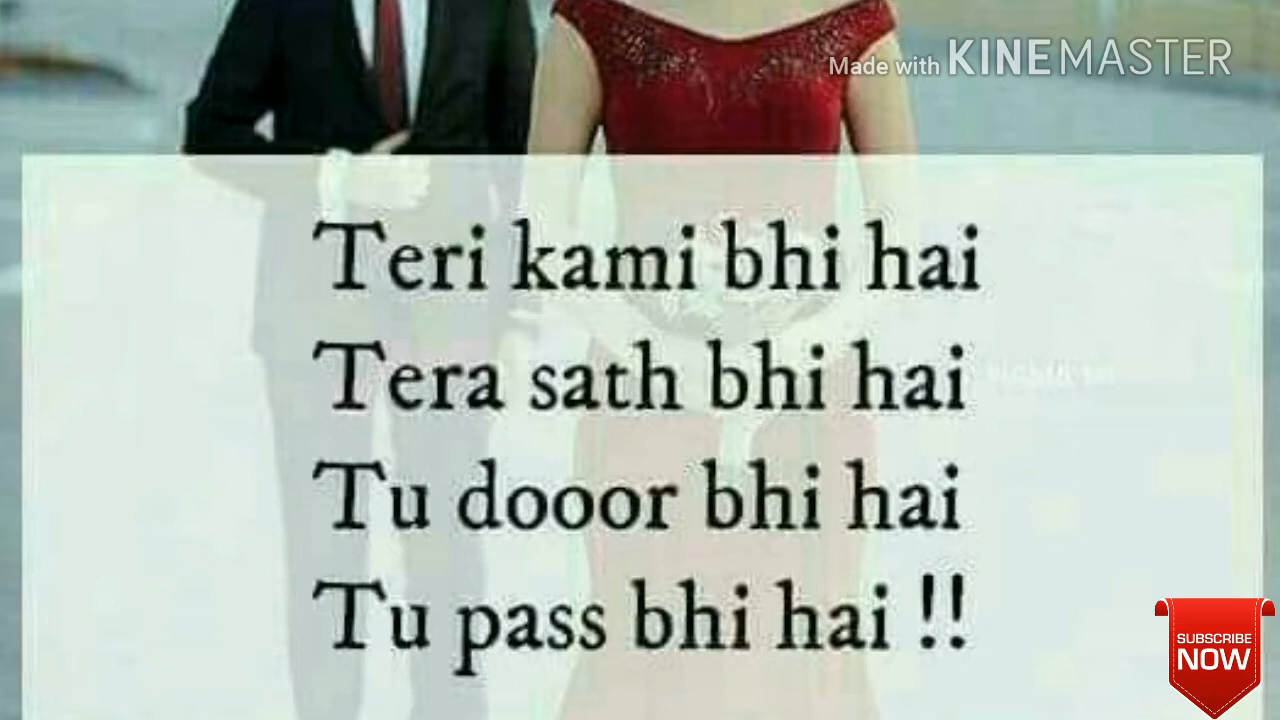 Made with KINEMASTER
Teri kami bhi hai
Tera sath bhi hai
Tu dooor bhi hai
Tu pass bhi hai !!
SUBSCRIBE
NOW